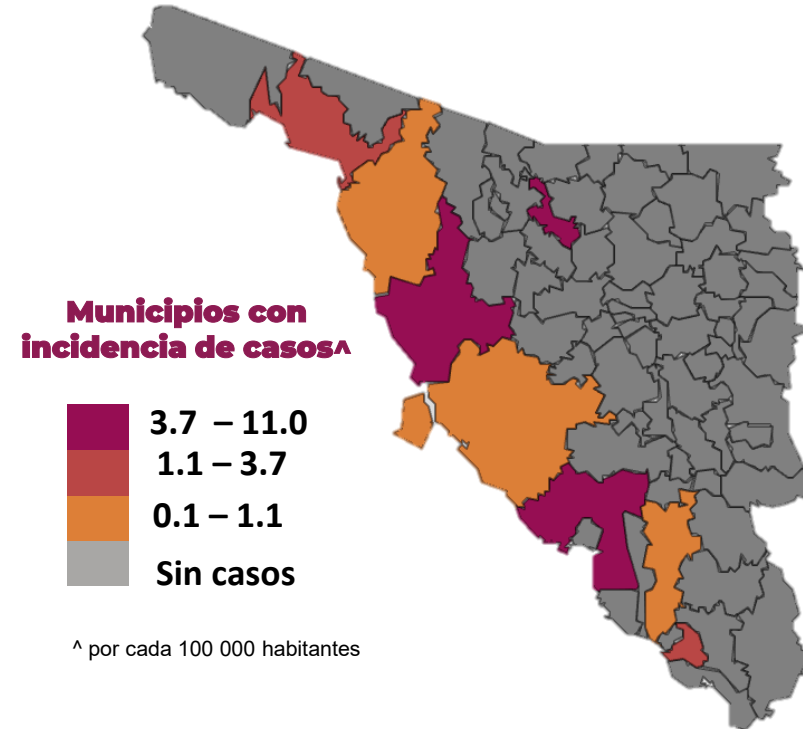 Municipios con
incidencia de casos^
3.7 – 11.0
1.1 – 3.7
0.1 – 1.1
Sin casos
^ por cada 100 000 habitantes